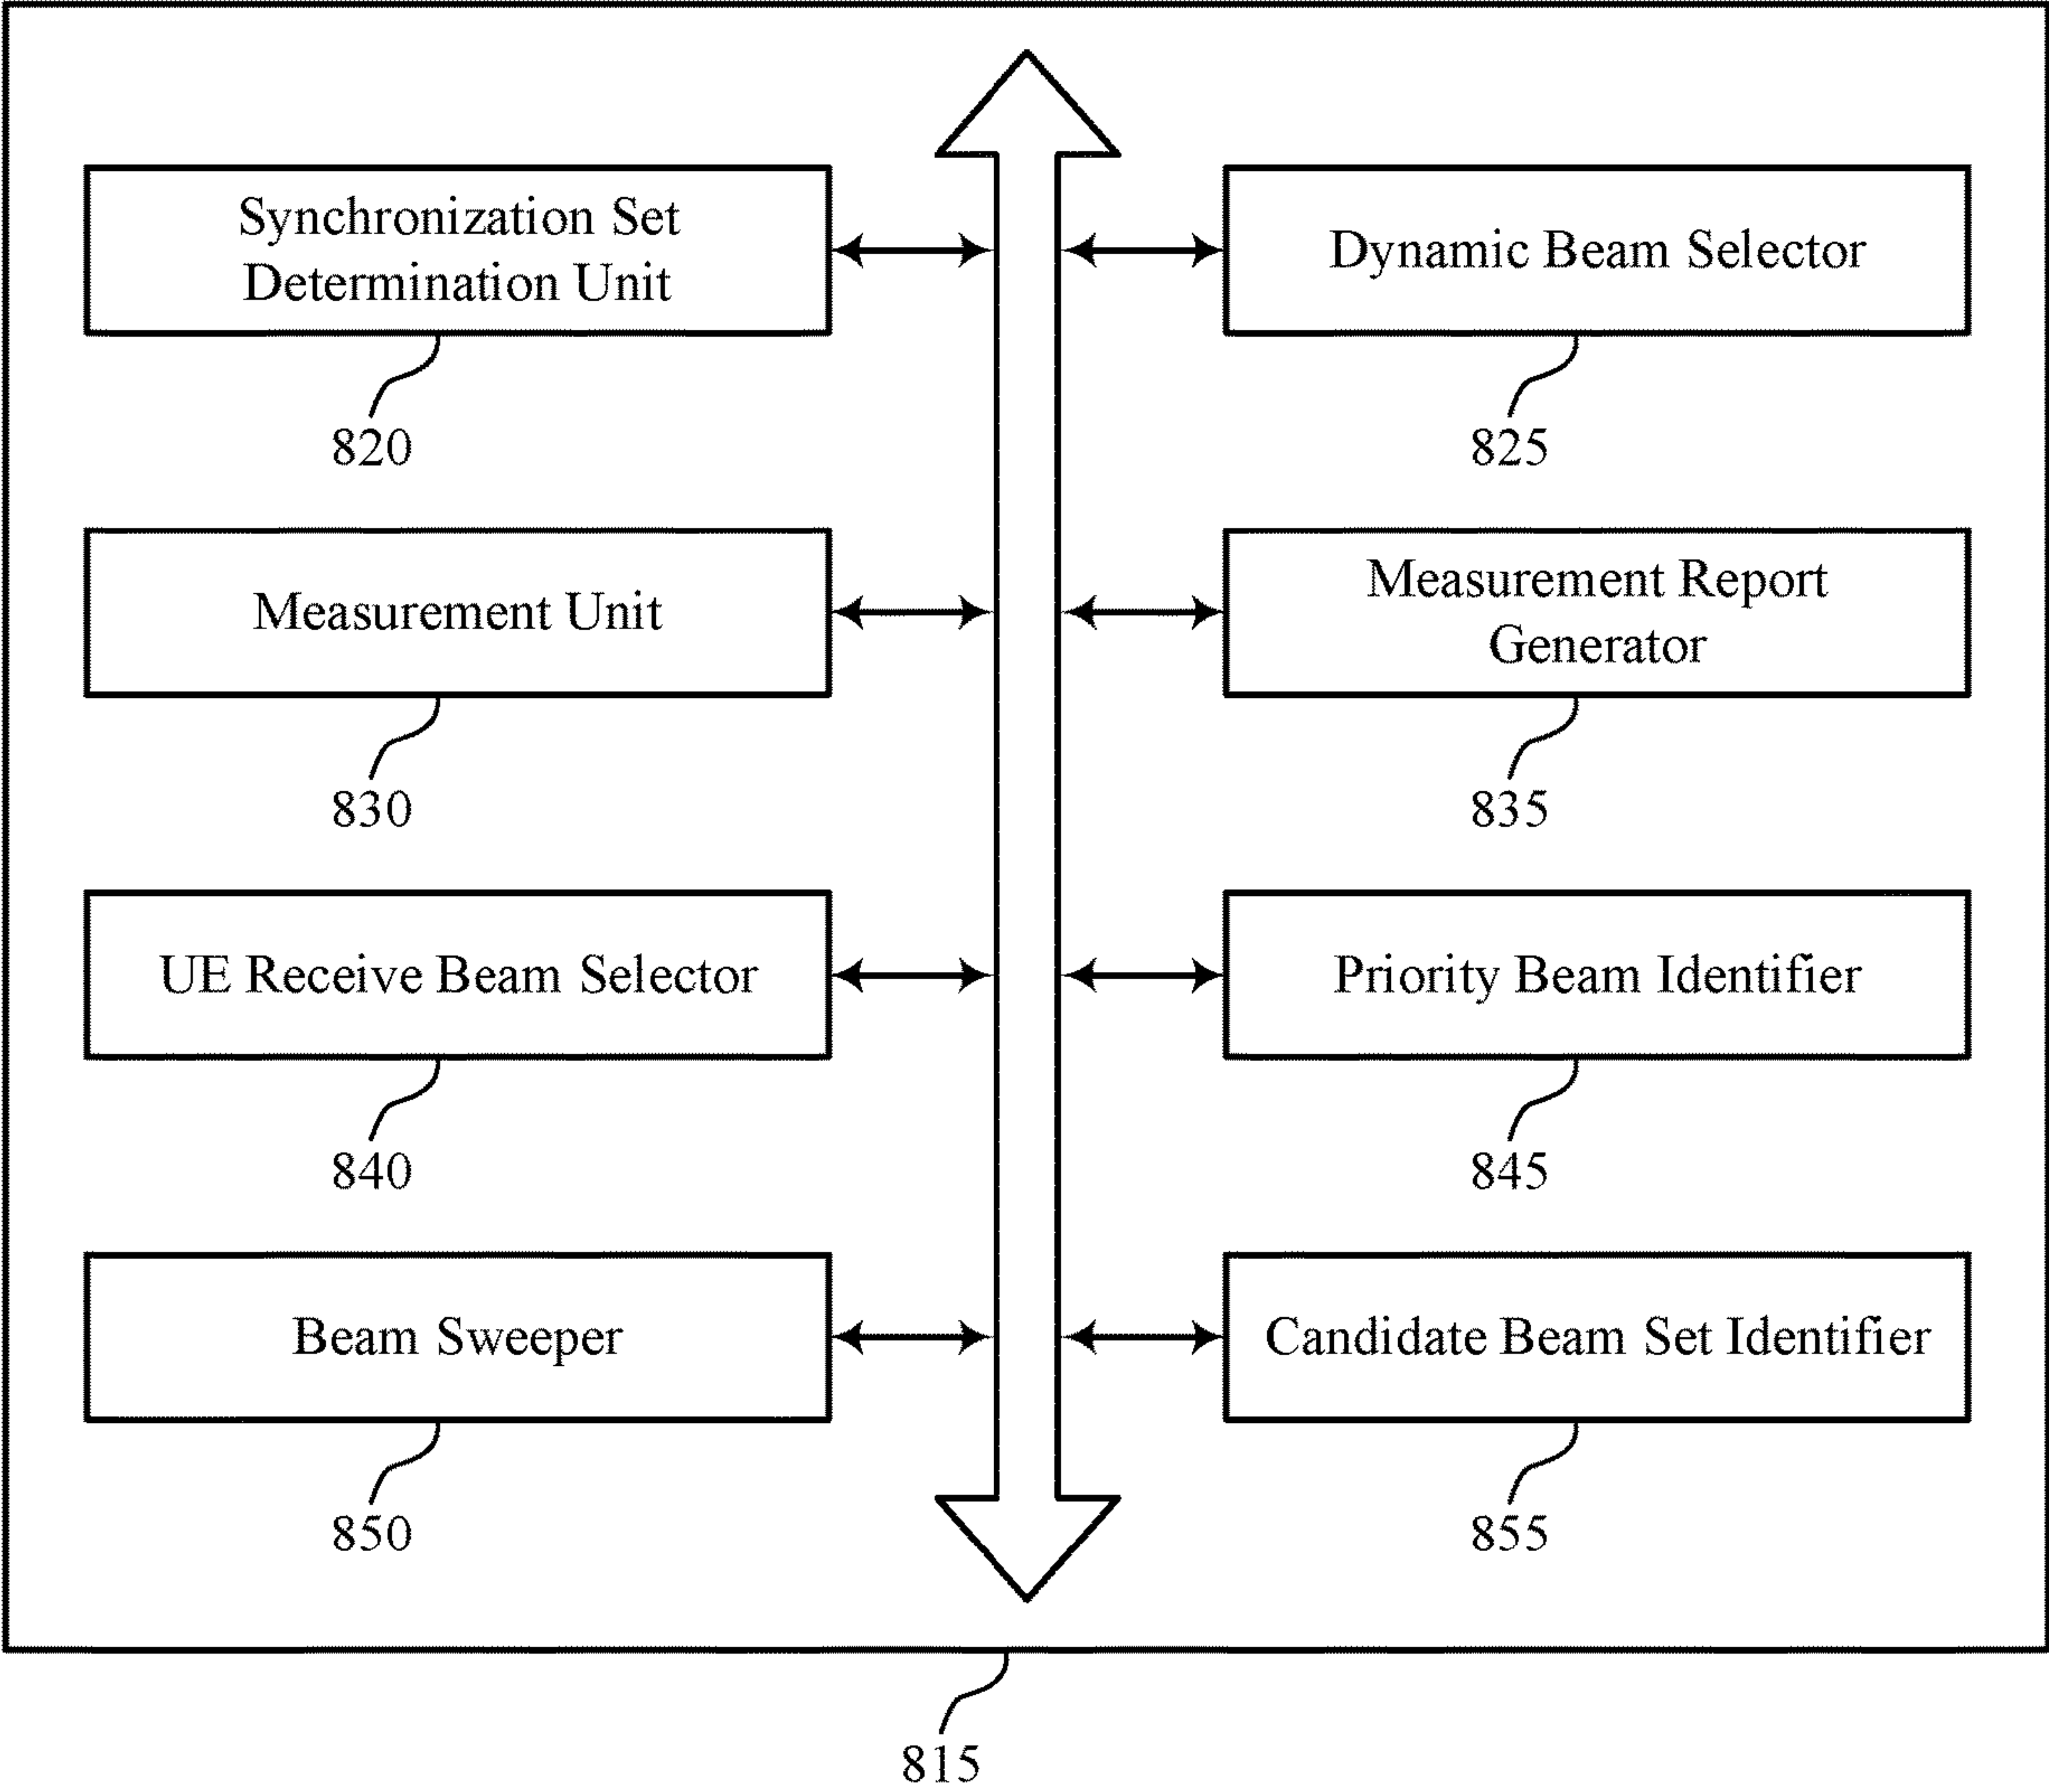 Synchronization Set
Determination Unit
820
Dynamic Beam Selector
825
Measurement Unit
830
Measurement Report
Generator
835
UE Receive Beam Selector
840
Priority Beam Identifier
845
Beam Sweeper
850
Candidate Beam Set Identifier
855
815